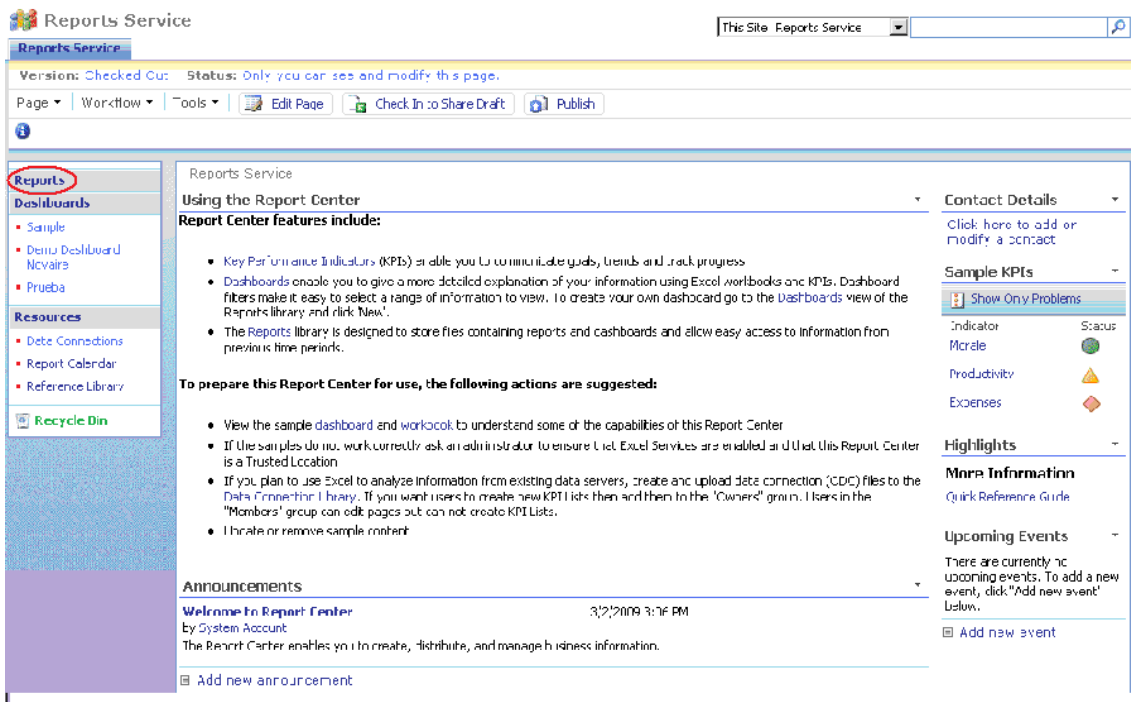 Reports Service
This Site: Reports Service
Reports Service
Version: Checked Out Status: Only you can see and modify this page.
Page Workflow Tools Edit Page Check In to Share Draft Publish
Reports
Dashboards
Sample
Demo Dashboard
Novaire
Prueba
Resources
Data Connections
Report Calendar
Reference Library
Recycle Bin
Reports Service
Using the Report Center
Report Center features include:
Key Performance Indicators (KPIs) enable you to communicate goals, trends and track progress
Dashboards enable you to give a more detailed explanation of your information using Excel workbooks and KPIs. Dashboard
filters make it easy to select a range of information to view. To create your own dashboard go to the Dashboards view of the
Reports library and click 'New'.
The Reports library is designed to store files containing reports and dashboards and allow easy access to information from
previous time periods.
To prepare this Report Center for use, the following actions are suggested:
View the sample dashboard and workbook to understand some of the capabilities of this Report Center
If the samples do not work correctly ask an administrator to ensure that Excel Services are enabled and that this Report Center
is a Trusted Location
If you plan to use Excel to analyze information from existing data servers, create and upload data connection (ODC) files to the
Data Connection Library. If you want users to create new KPI Lists then add them to the "Owners" group. Users in the
"Members" group can edit pages but can not create KPI Lists.
Update or remove sample content
Announcements
Welcome to Report Center 3/2/2009 3:06 PM
by System Account
The Report Center enables you to create, distribute, and manage business information.
Add new announcement
Contact Details
Click here to add or
modify a contact
Sample KPIs
Show Only Problems
Indicator Status
Morale
Productivity
Expenses
Highlights
More Information
Quick Reference Guide
Upcoming Events
There are currently no
upcoming events. To add a new
event, click "Add new event"
below.
Add new event